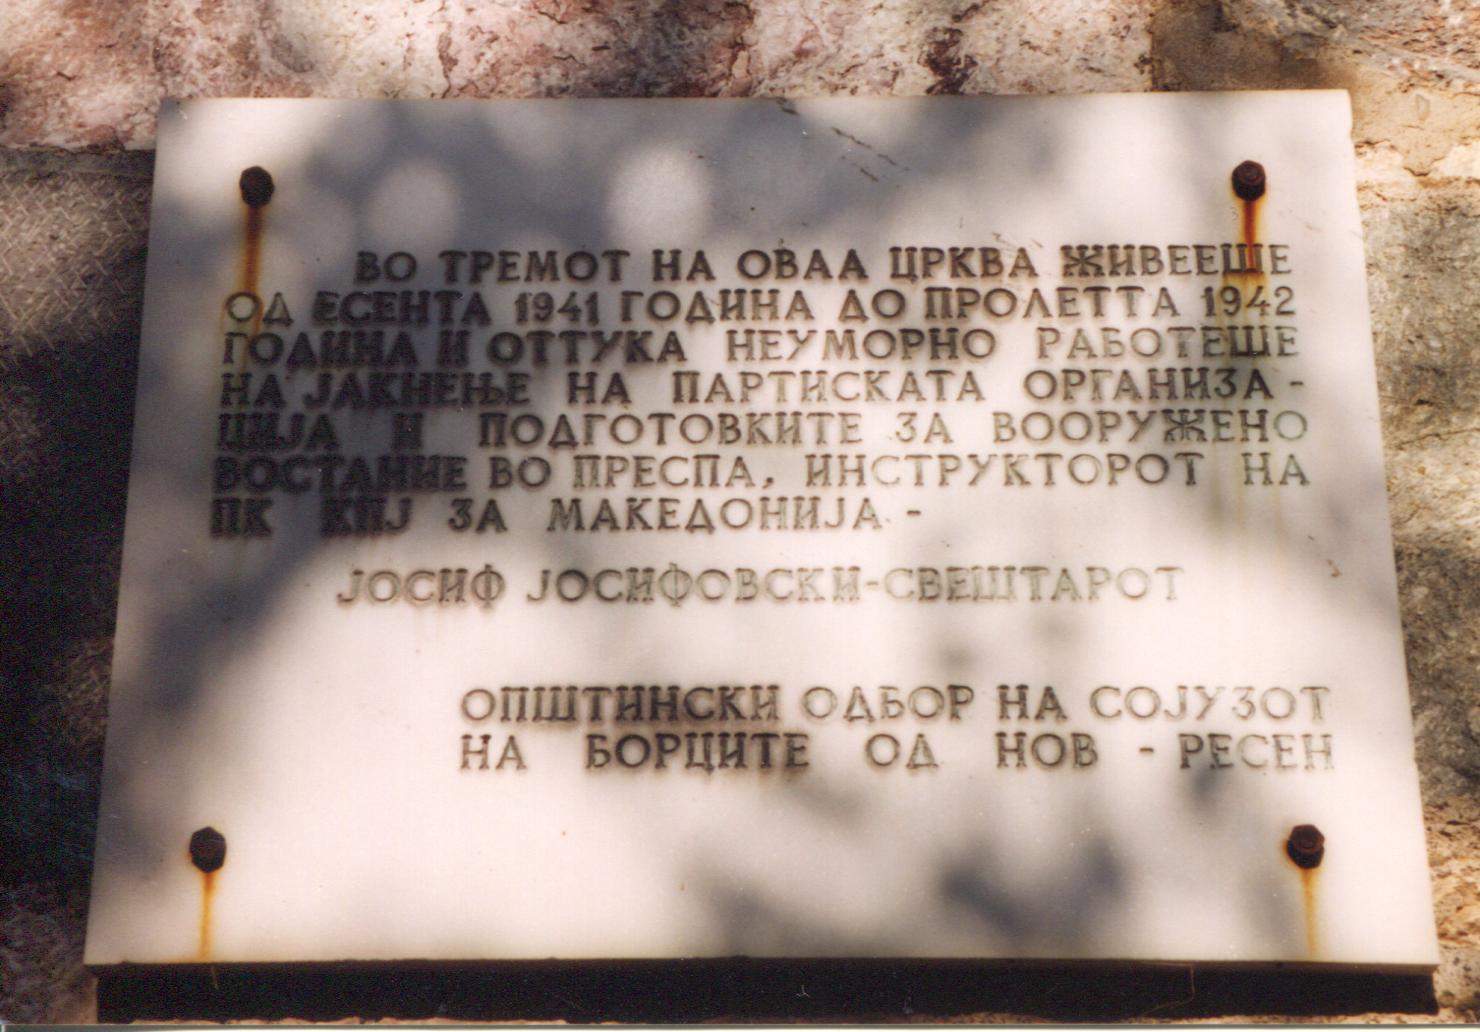 ВО ТРЕМОТ НА ОВАА ЦРКВА ЖИВЕЕШЕ
ОД ЕСЕНТА 1941 ГОДИНА ДО ПРОЛЕТТА 1942
ГОДИНА И ОТТУКА НЕУМОРНО РАБОТЕШЕ
НА ЈАКНЕЊЕ НА ПАРТИСКАТА ОРГАНИЗА-
ЦИЈА И ПОДГОТОВКИТЕ ЗА ВООРУЖЕНО
ВОСТАНИЕ ВО ПРЕСПА, ИНСТРУКТОРОТ НА
ПК КПЈ ЗА МАКЕДОНИЈА -
ЈОСИФ ЈОСИФОВСКИ-СВЕШТАРОТ
ОПШТИНСКИ ОДБОР НА СОЈУЗОТ
НА БОРЦИТЕ ОД НОВ - РЕСЕН